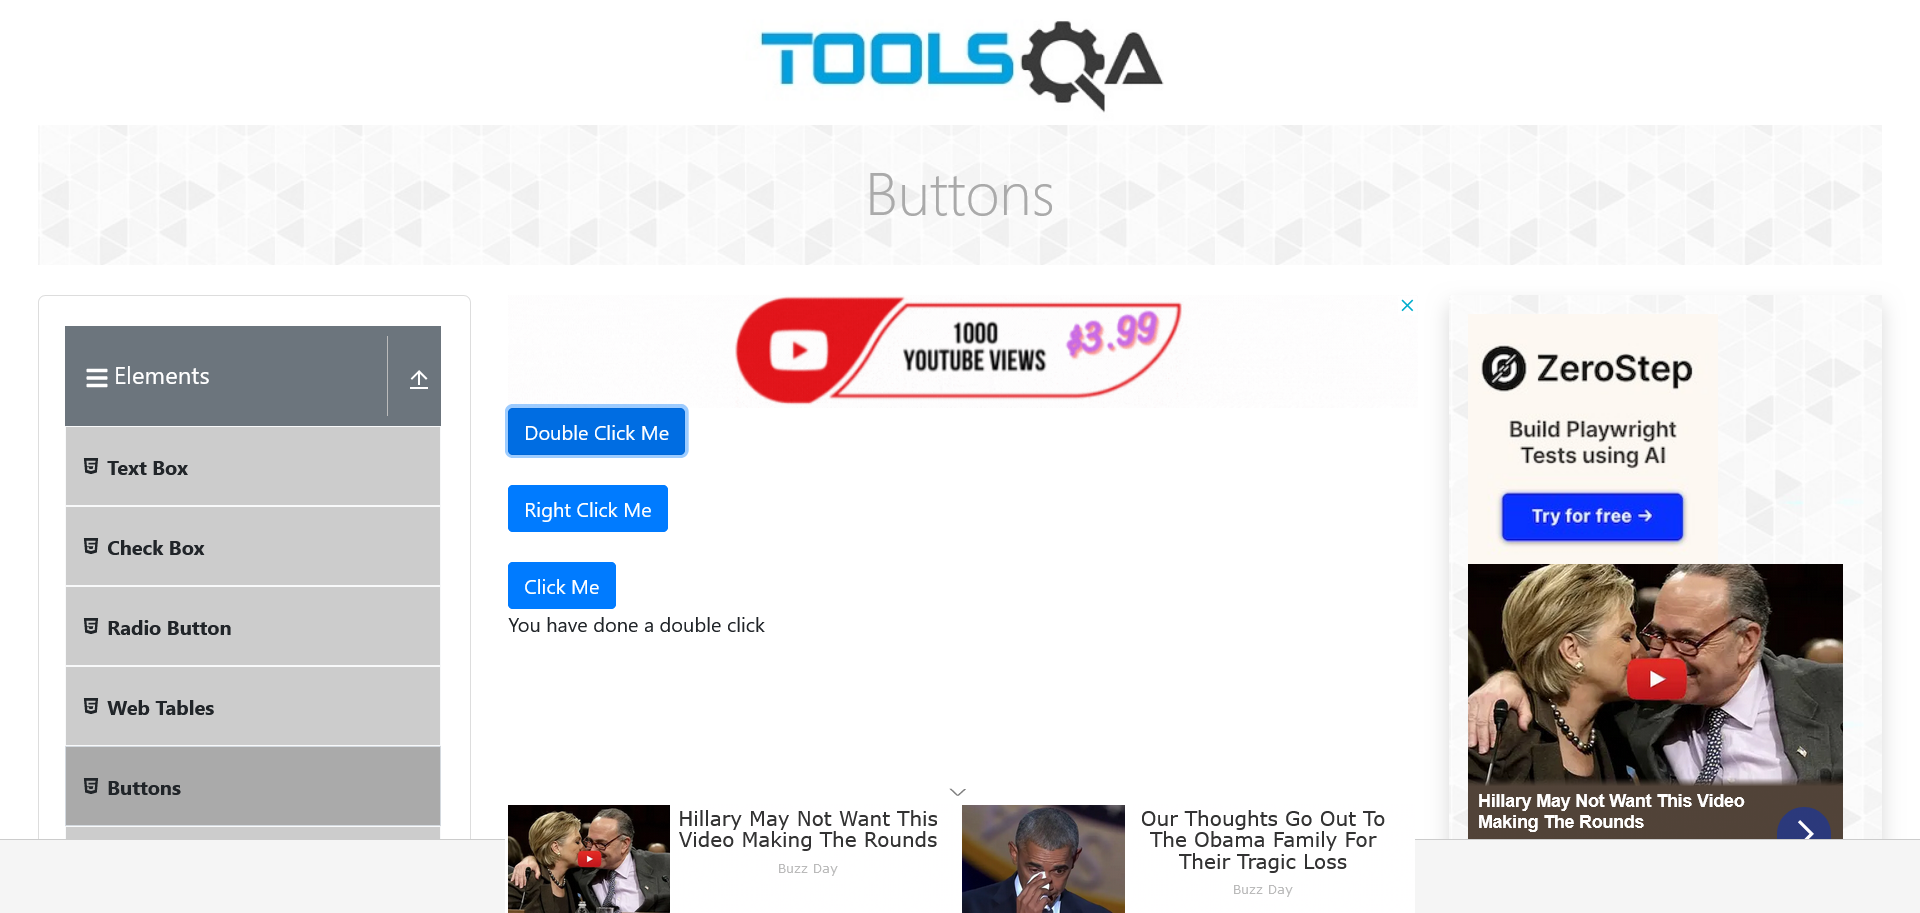 TOOLSQA
Buttons
Elements
Text Box
Check Box
Radio Button
Web Tables
Buttons
1000
YOUTUBE VIEWS
$3.99
Double Click Me
Right Click Me
Click Me
You have done a double click
Hillary May Not Want This
Video Making The Rounds
Buzz Day
Our Thoughts Go Out To
The Obama Family For
Their Tragic Loss
Buzz Day
ZeroStep
Build Playwright
Tests using AI
Try for free →
Hillary May Not Want This Video
Making The Rounds